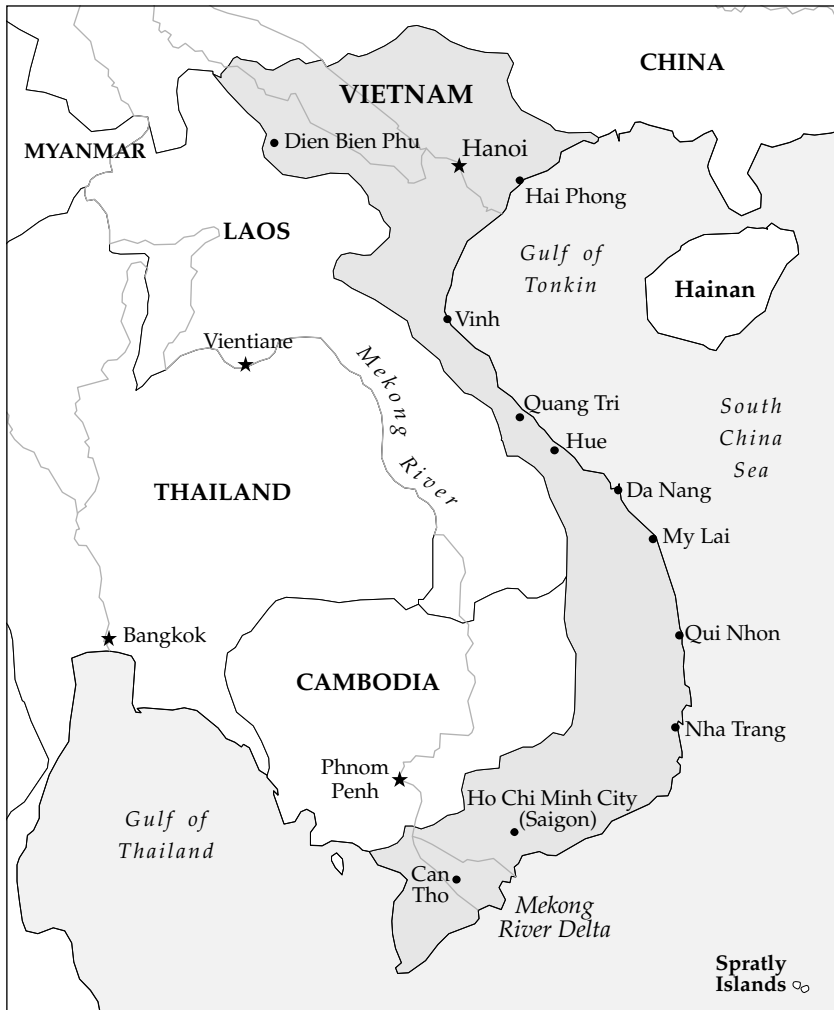 CHINA
VIETNAM
Dien Bien Phu
Hanoi
MYANMAR
Hai Phong
LAOS
Gulf of
Tonkin
Hainan
Vinh
Vientiane
Mekong River
Quang Tri
South
China
Sea
Hue
THAILAND
Da Nang
My Lai
Bangkok
Qui Nhon
CAMBODIA
Nha Trang
Phnom
Penh
Ho Chi Minh City
(Saigon)
Gulf of
Thailand
Can
Tho
Mekong
River Delta
Spratly
Islands